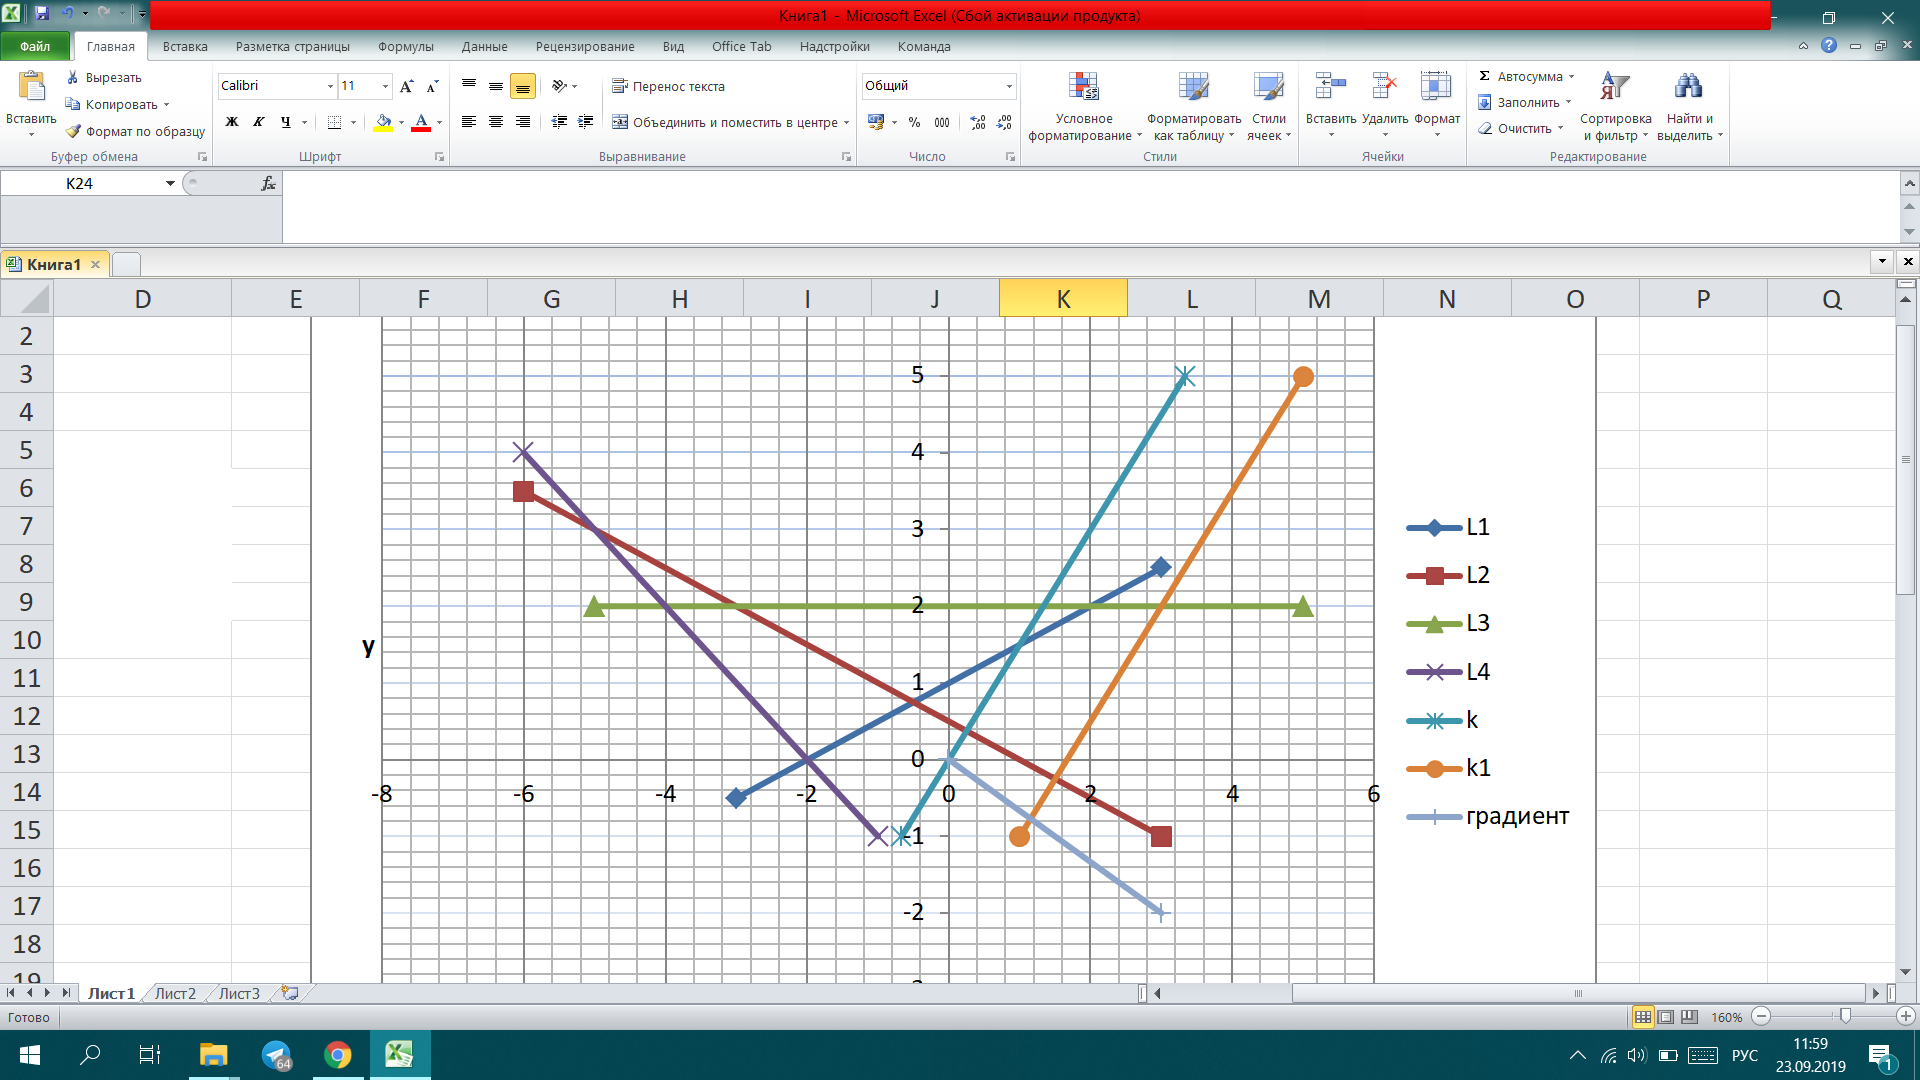 Книга1 - Microsoft Excel (Сбой активации продукта)
Файл Главная Вставка Разметка страницы Формулы Данные Рецензирование Вид Office Tab Надстройки Команда
Вставить
Вырезать
Копировать
Формат по образцу
Буфер обмена
Calibri 11
Ж К Ч А
Шрифт
Перенос текста
Объединить и поместить в центре
Выравнивание
Общий
% 000
Число
Условное форматирование
Форматировать как таблицу
Стили ячеек
Стили
Вставить Удалить Формат
Ячейки
Автосумма
Заполнить
Очистить
Сортировка и фильтр
Найти и выделить
Редактирование
K24 fx
Книга1
D E F G H I J K L M N O P Q
2
3
4
5
6
7
8
9
10
11
12
13
14
15
16
17
18
19
5
4
3
2
1
0
-1
-2
-8 -6 -4 -2 0 2 4 6
y
L1
L2
L3
L4
k
k1
градиент
Лист1 Лист2 Лист3
Готово
160%
64
РУС
11:59
23.09.2019
1